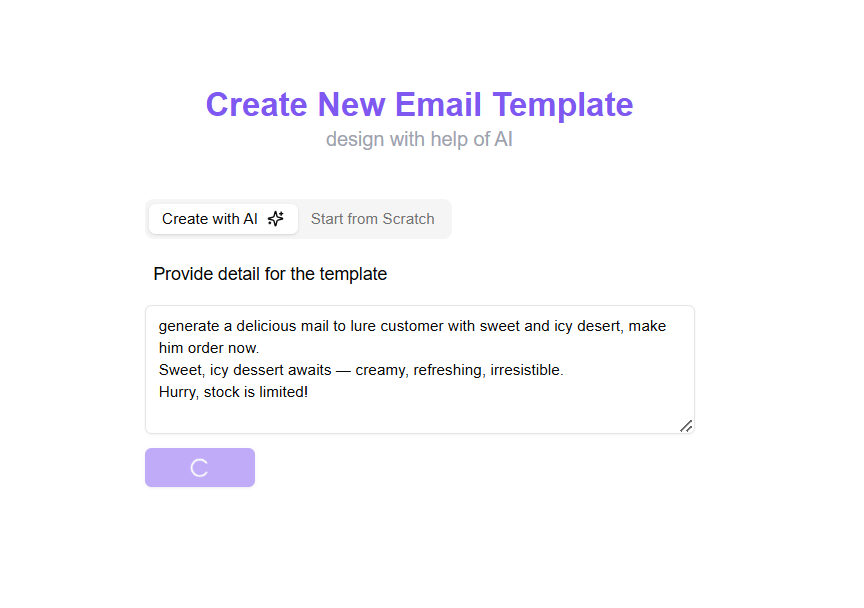 Create New Email Template
design with help of AI
Create with AI
Start from Scratch
Provide detail for the template
generate a delicious mail to lure customer with sweet and icy desert, make
him order now.
Sweet, icy dessert awaits — creamy, refreshing, irresistible.
Hurry, stock is limited!